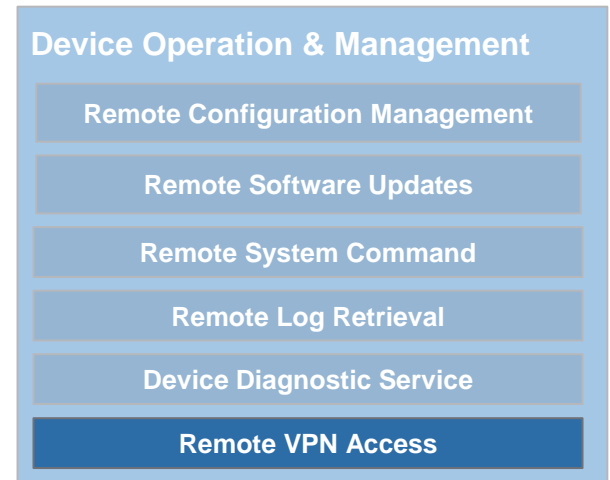 Device Operation & Management
Remote Configuration Management
Remote Software Updates
Remote System Command
Remote Log Retrieval
Device Diagnostic Service
Remote VPN Access